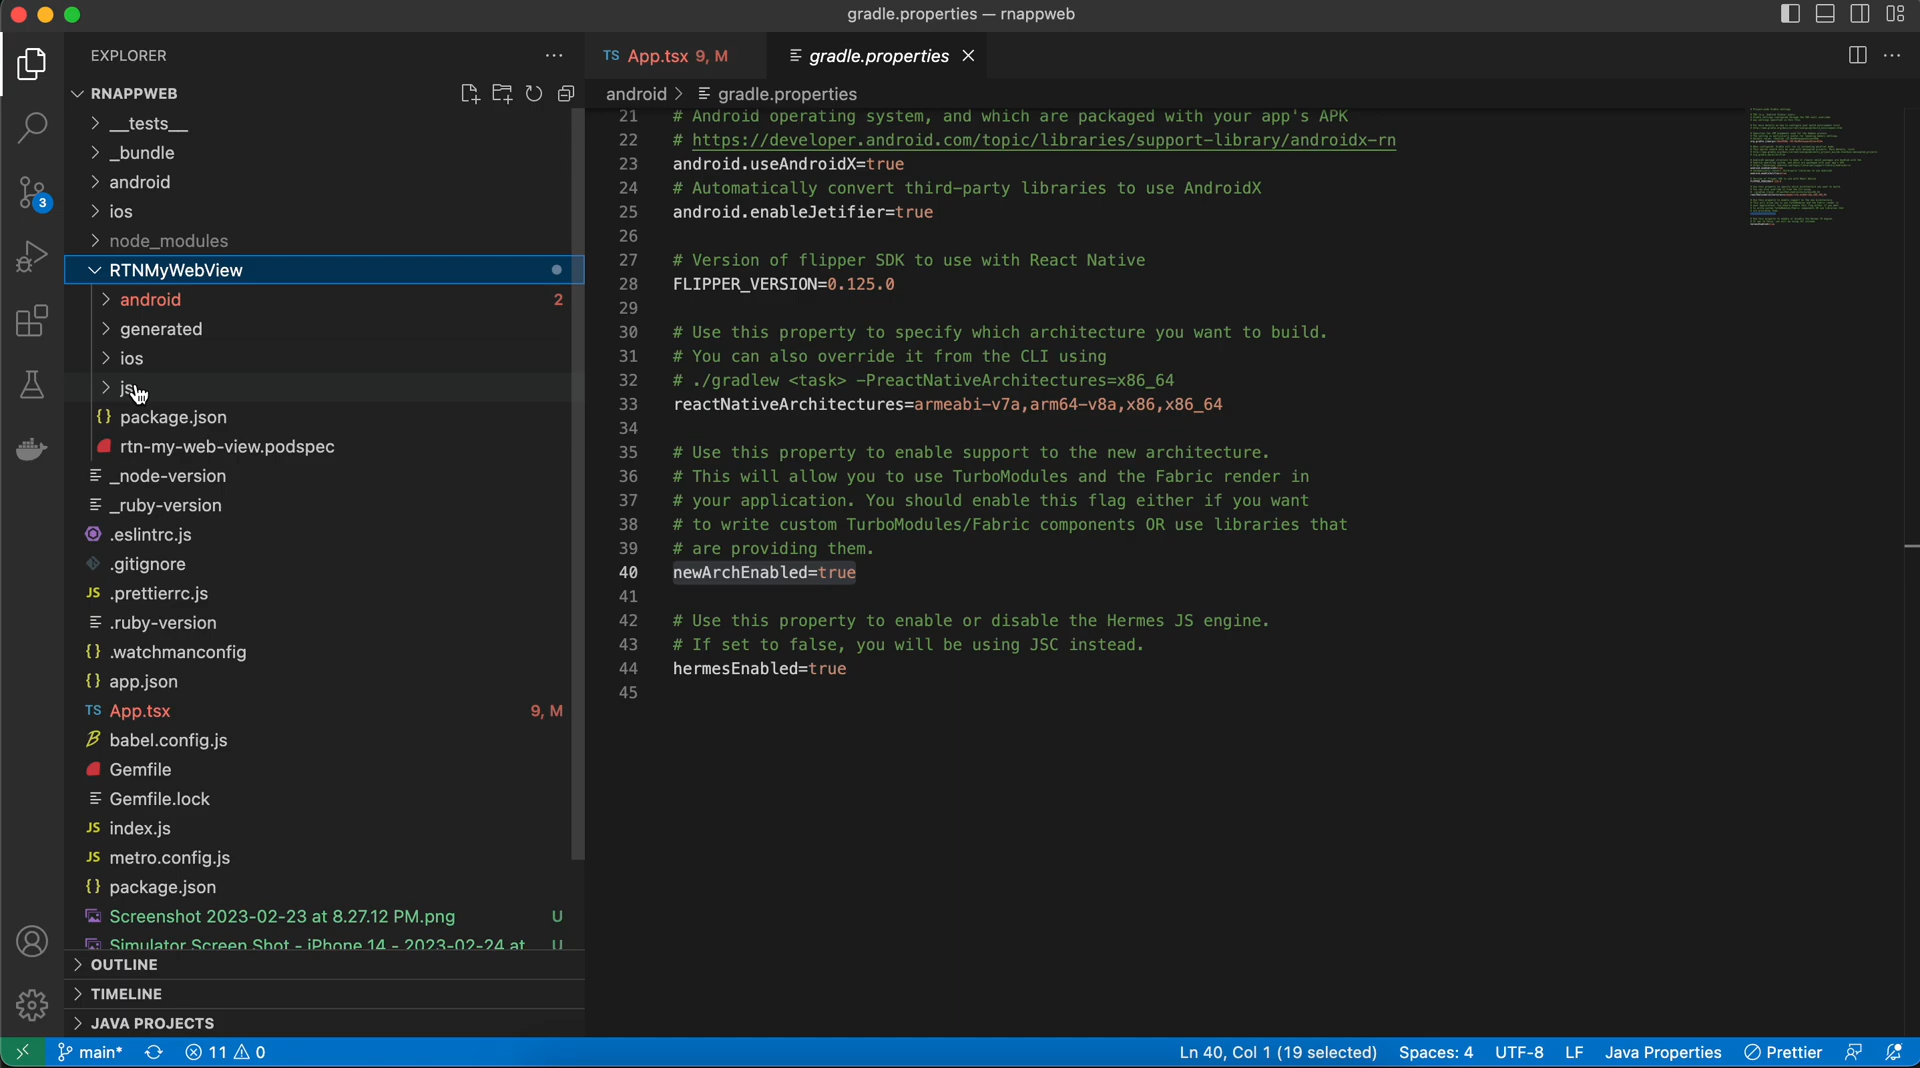 gradle.properties — rnappweb
EXPLORER
RNAPPWEB
__tests__
_bundle
android
ios
node_modules
RTNMyWebView
android 2
generated
ios
js
{} package.json
rtn-my-web-view.podspec
_node-version
_ruby-version
.eslintrc.js
.gitignore
JS .prettierrc.js
.ruby-version
{} .watchmanconfig
{} app.json
TS App.tsx 9, M
babel.config.js
Gemfile
Gemfile.lock
JS index.js
JS metro.config.js
{} package.json
Screenshot 2023-02-23 at 8.27.12 PM.png U
Simulator Screen Shot - iPhone 14 - 2023-02-24 at U
OUTLINE
TIMELINE
JAVA PROJECTS
3
TS App.tsx 9, M
gradle.properties
android > gradle.properties
21 # Android operating system, and which are packaged with your app's APK
22 # https://developer.android.com/topic/libraries/support-library/androidx-rn
23 android.useAndroidX=true
24 # Automatically convert third-party libraries to use AndroidX
25 android.enableJetifier=true
26
27 # Version of flipper SDK to use with React Native
28 FLIPPER_VERSION=0.125.0
29
30 # Use this property to specify which architecture you want to build.
31 # You can also override it from the CLI using
32 # ./gradlew <task> -PreactNativeArchitectures=x86_64
33 reactNativeArchitectures=armeabi-v7a,arm64-v8a,x86,x86_64
34
35 # Use this property to enable support to the new architecture.
36 # This will allow you to use TurboModules and the Fabric render in
37 # your application. You should enable this flag either if you want
38 # to write custom TurboModules/Fabric components OR use libraries that
39 # are providing them.
40 newArchEnabled=true
41
42 # Use this property to enable or disable the Hermes JS engine.
43 # If set to false, you will be using JSC instead.
44 hermesEnabled=true
45
main* 11 0
Ln 40, Col 1 (19 selected) Spaces: 4 UTF-8 LF Java Properties Prettier